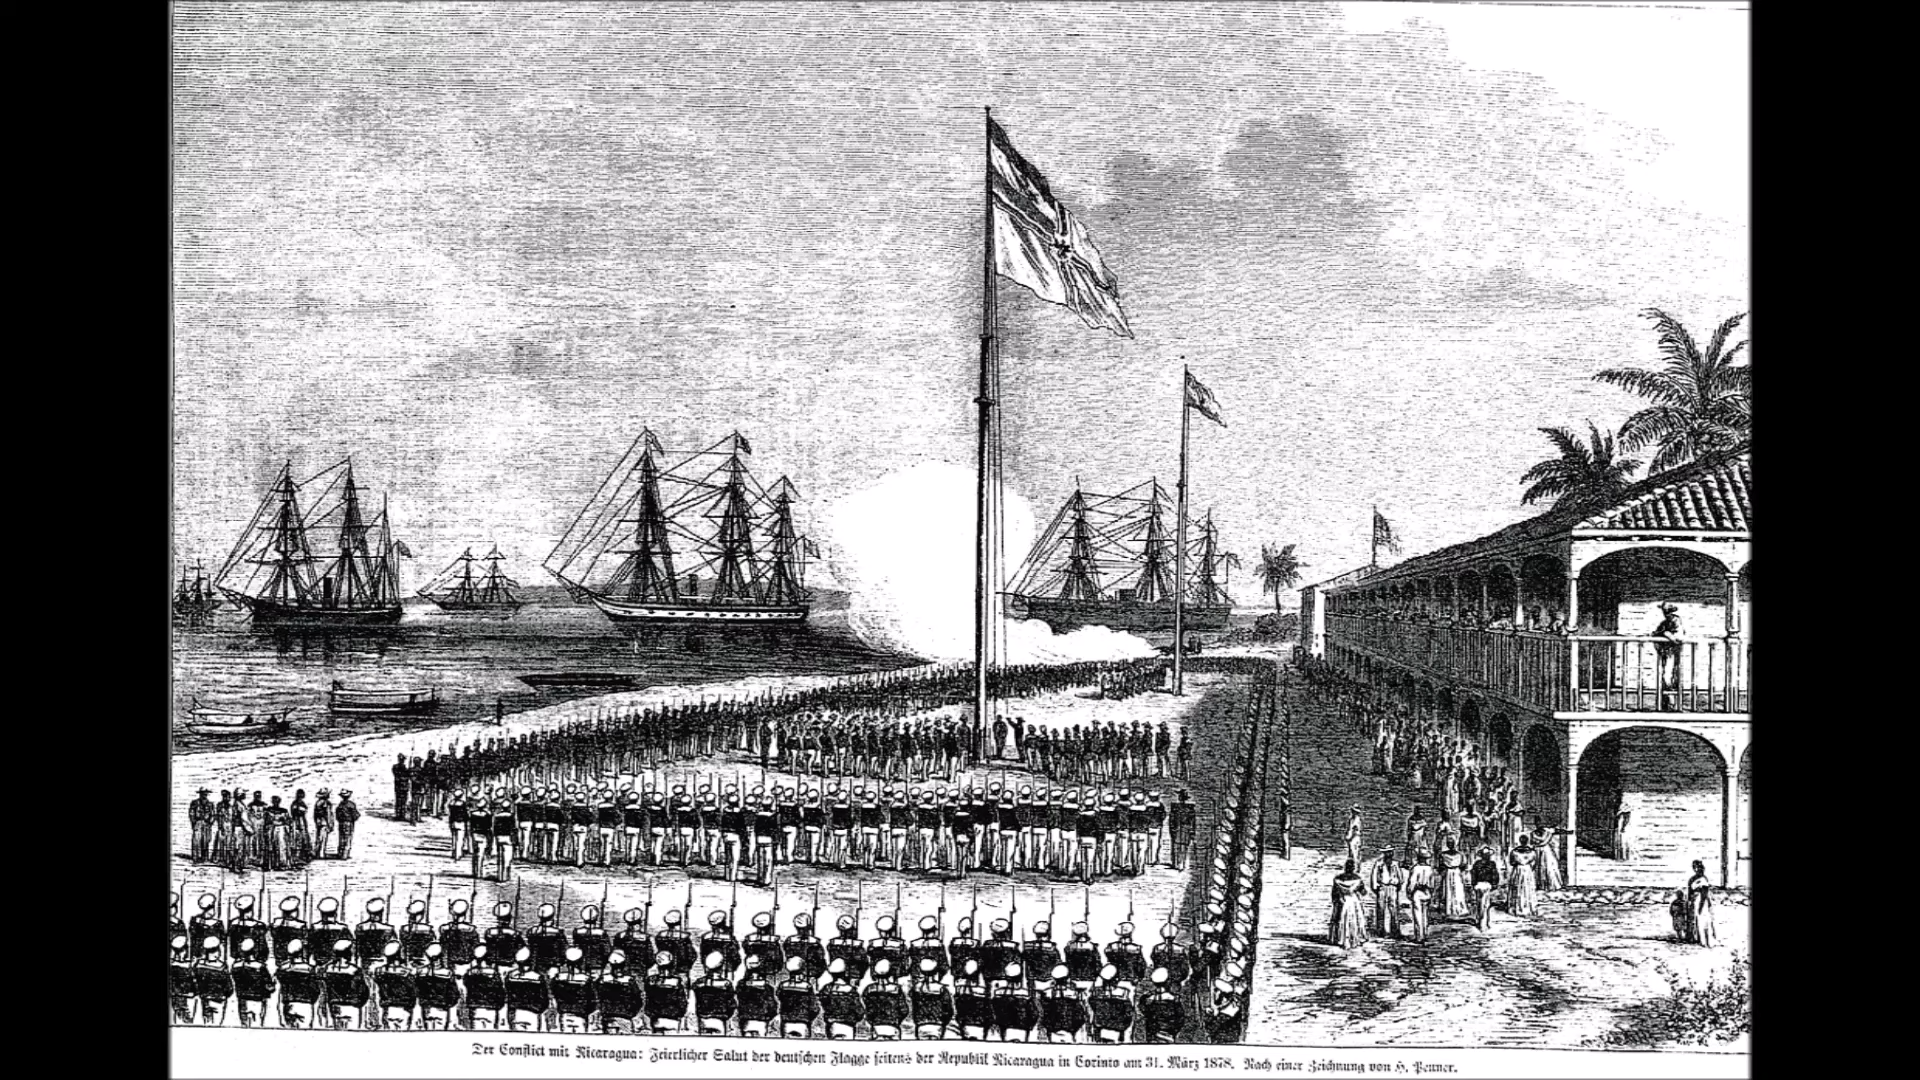 Der Conflict mit Nicaragua: Feierlicher Salut der deutschen Flagge seitens der Republik Nicaragua in Corinto am 31. März 1878. Nach einer Zeichnung von H. Penner.